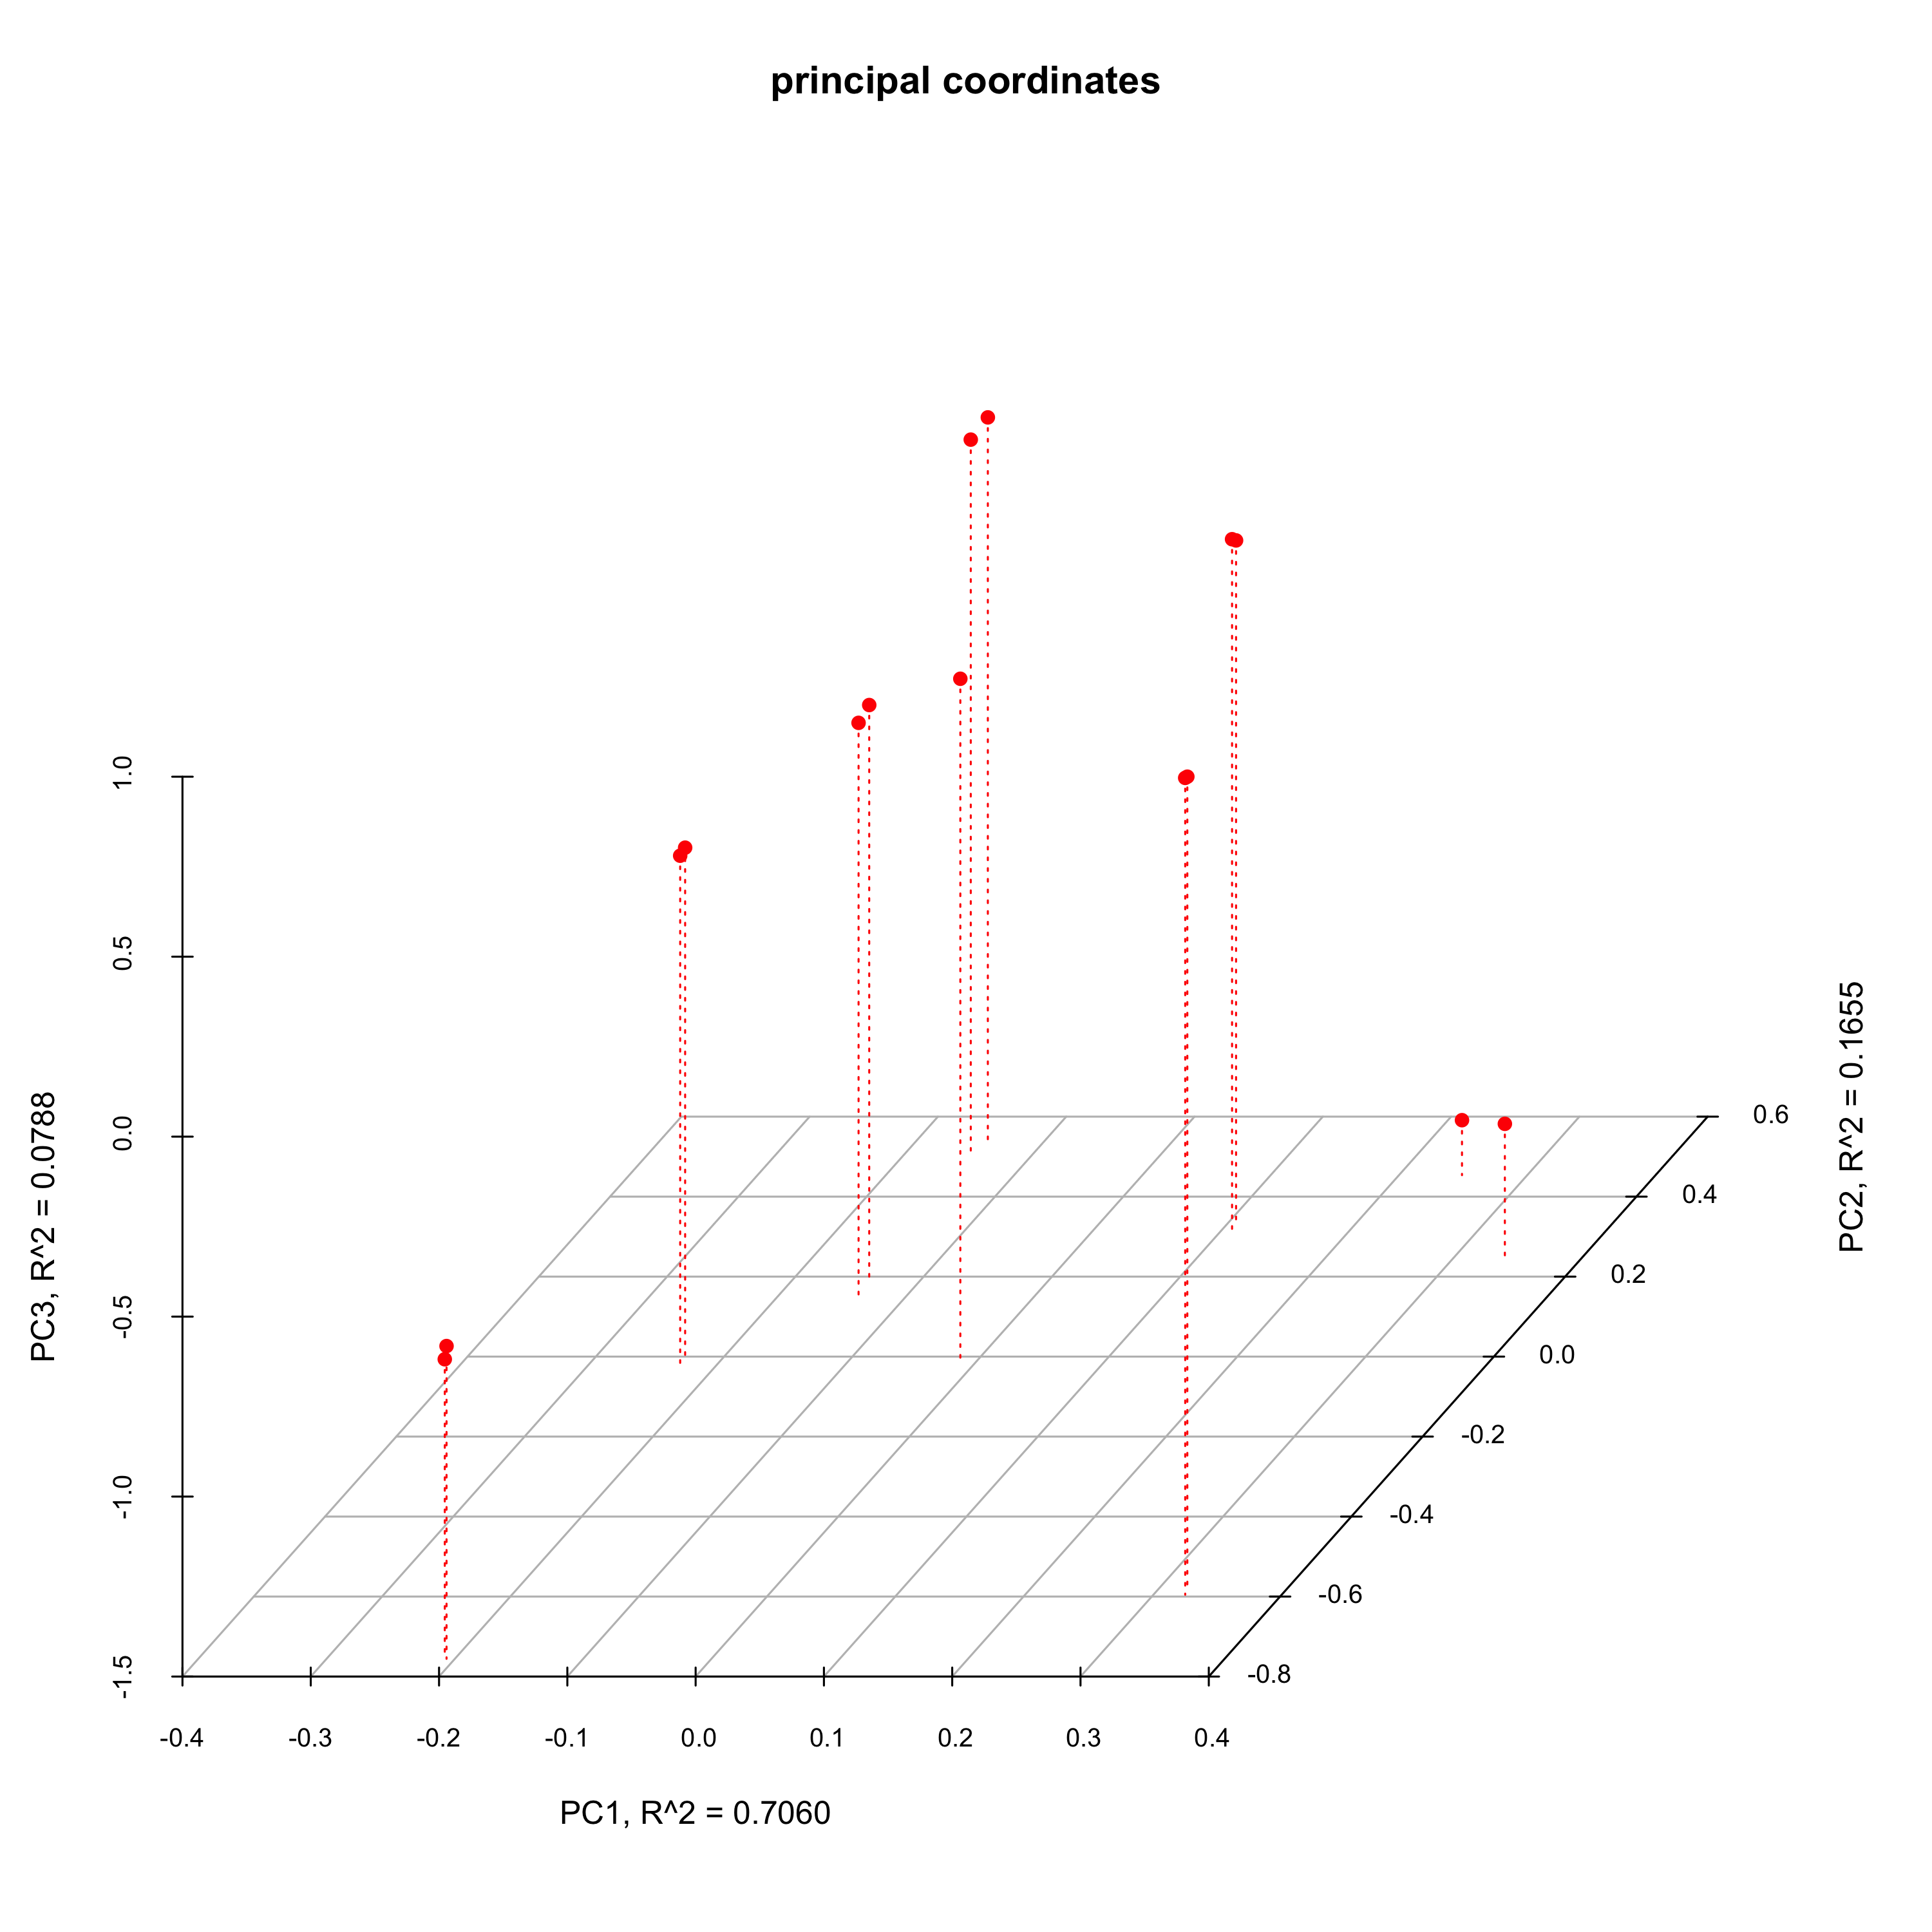 principal coordinates
1.0
0.5
0.0
-0.5
-1.0
-1.5
PC3, R^2 = 0.0788
0.6
0.4
0.2
0.0
-0.2
-0.4
-0.6
-0.8
PC2, R^2 = 0.1655
-0.4 -0.3 -0.2 -0.1 0.0 0.1 0.2 0.3 0.4
PC1, R^2 = 0.7060